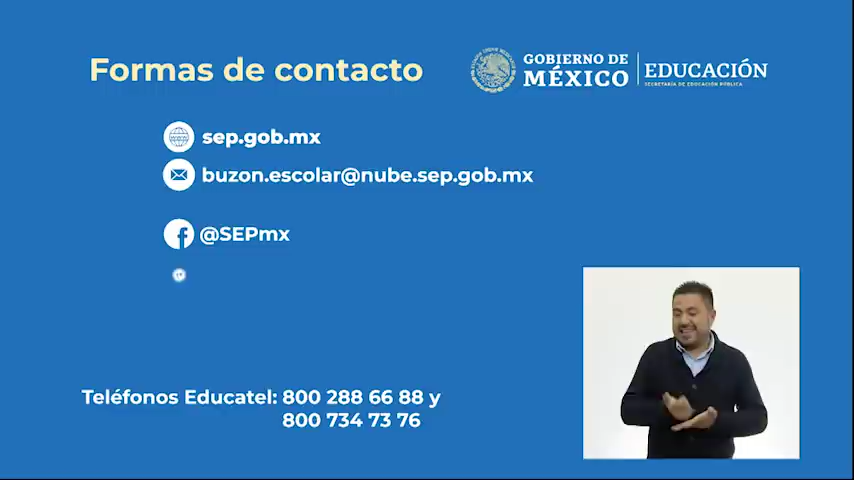 Formas de contacto
GOBIERNO DE
MÉXICO
EDUCACIÓN
SECRETARÍA DE EDUCACIÓN PÚBLICA
www
sep.gob.mx
buzon.escolar@nube.sep.gob.mx
@SEPmx
Teléfonos Educatel: 800 288 66 88 y
800 734 73 76